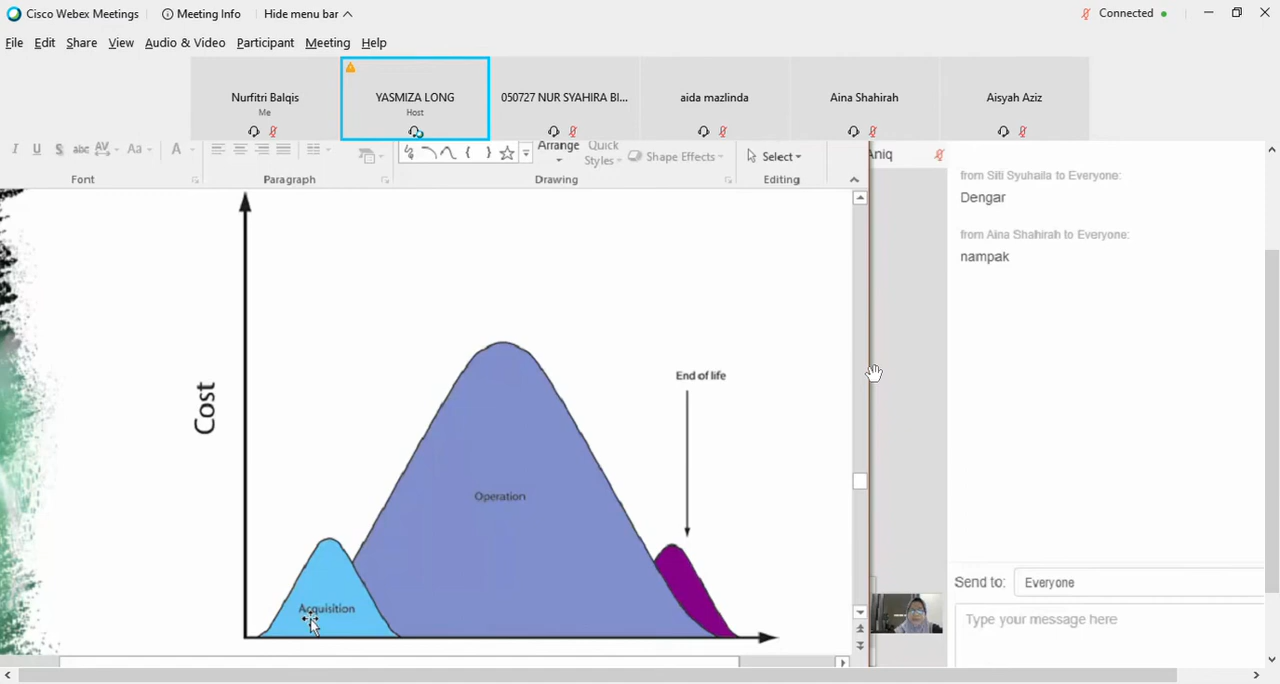 Cisco Webex Meetings
Meeting Info
Hide menu bar
Connected
File Edit Share View Audio & Video Participant Meeting Help
Nurfitri Balqis
Me
YASMIZA LONG
Host
050727 NUR SYAHIRA BI...
aida mazlinda
Aina Shahirah
Aisyah Aziz
I U S abc AV Aa A
Arrange
Quick
Styles
Shape Effects
Select
Font
Paragraph
Drawing
Editing
Aniq
from Siti Syuhaila to Everyone:
Dengar
from Aina Shahirah to Everyone:
nampak
Cost
End of life
Operation
Acquisition
Send to: Everyone
Type your message here